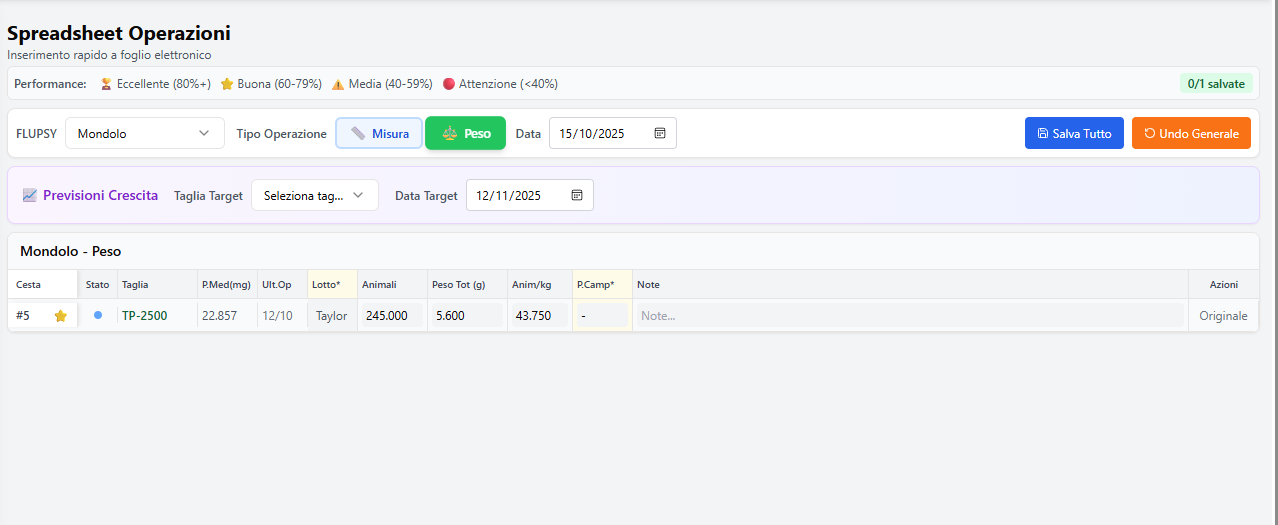 Spreadsheet Operazioni
Inserimento rapido a foglio elettronico
Performance: 🏆 Eccellente (80%+) ⭐ Buona (60-79%) ⚠️ Media (40-59%) 🔴 Attenzione (<40%) 0/1 salvate
FLUPSY Mondolo Tipo Operazione 📏 Misura ⚖️ Peso Data 15/10/2025 Salva Tutto Undo Generale
📈 Previsioni Crescita Taglia Target Seleziona tag... Data Target 12/11/2025
Mondolo - Peso
Cesta Stato Taglia P.Med(mg) Ult.Op Lotto* Animali Peso Tot (g) Anim/kg P.Camp* Note Azioni
#5 ⭐ TP-2500 22.857 12/10 Taylor 245.000 5.600 43.750 - Note... Originale